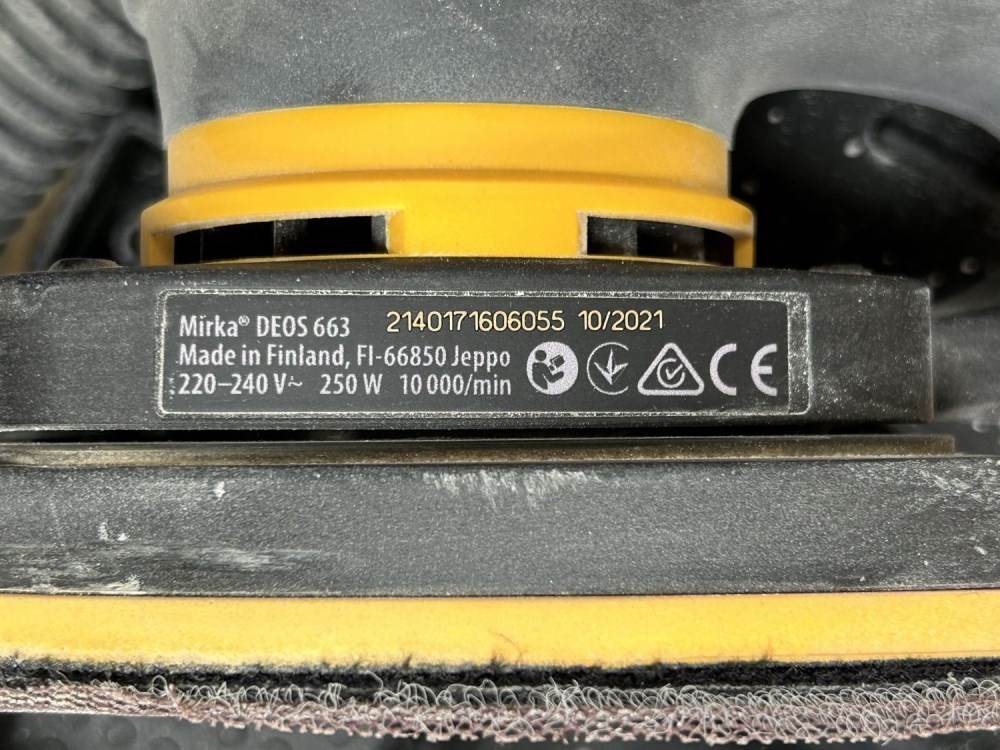 Mirka® DEOS 663 2140171606055 10/2021
Made in Finland, FI-66850 Jeppo
220–240 V~ 250 W 10 000/min
CE